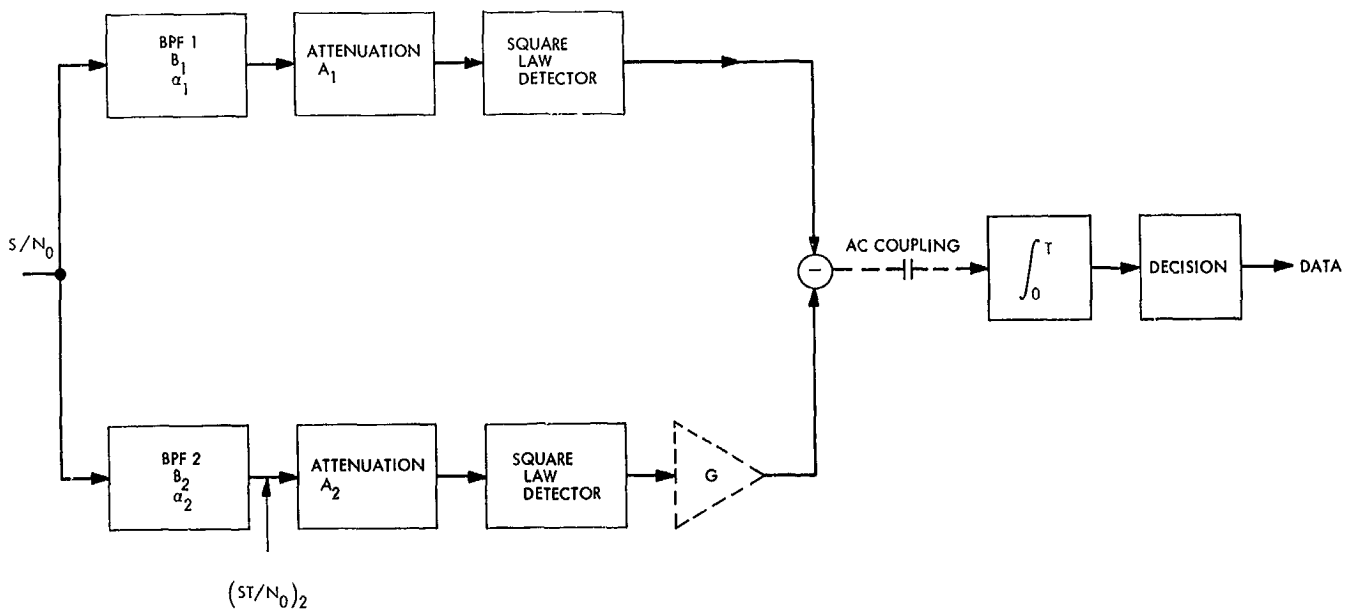 BPF 1
B₁
α₁
ATTENUATION
A₁
SQUARE
LAW
DETECTOR
S/N₀
−
AC COUPLING
∫₀ᵀ
DECISION
DATA
BPF 2
B₂
α₂
ATTENUATION
A₂
SQUARE
LAW
DETECTOR
G
(ST/N₀)₂